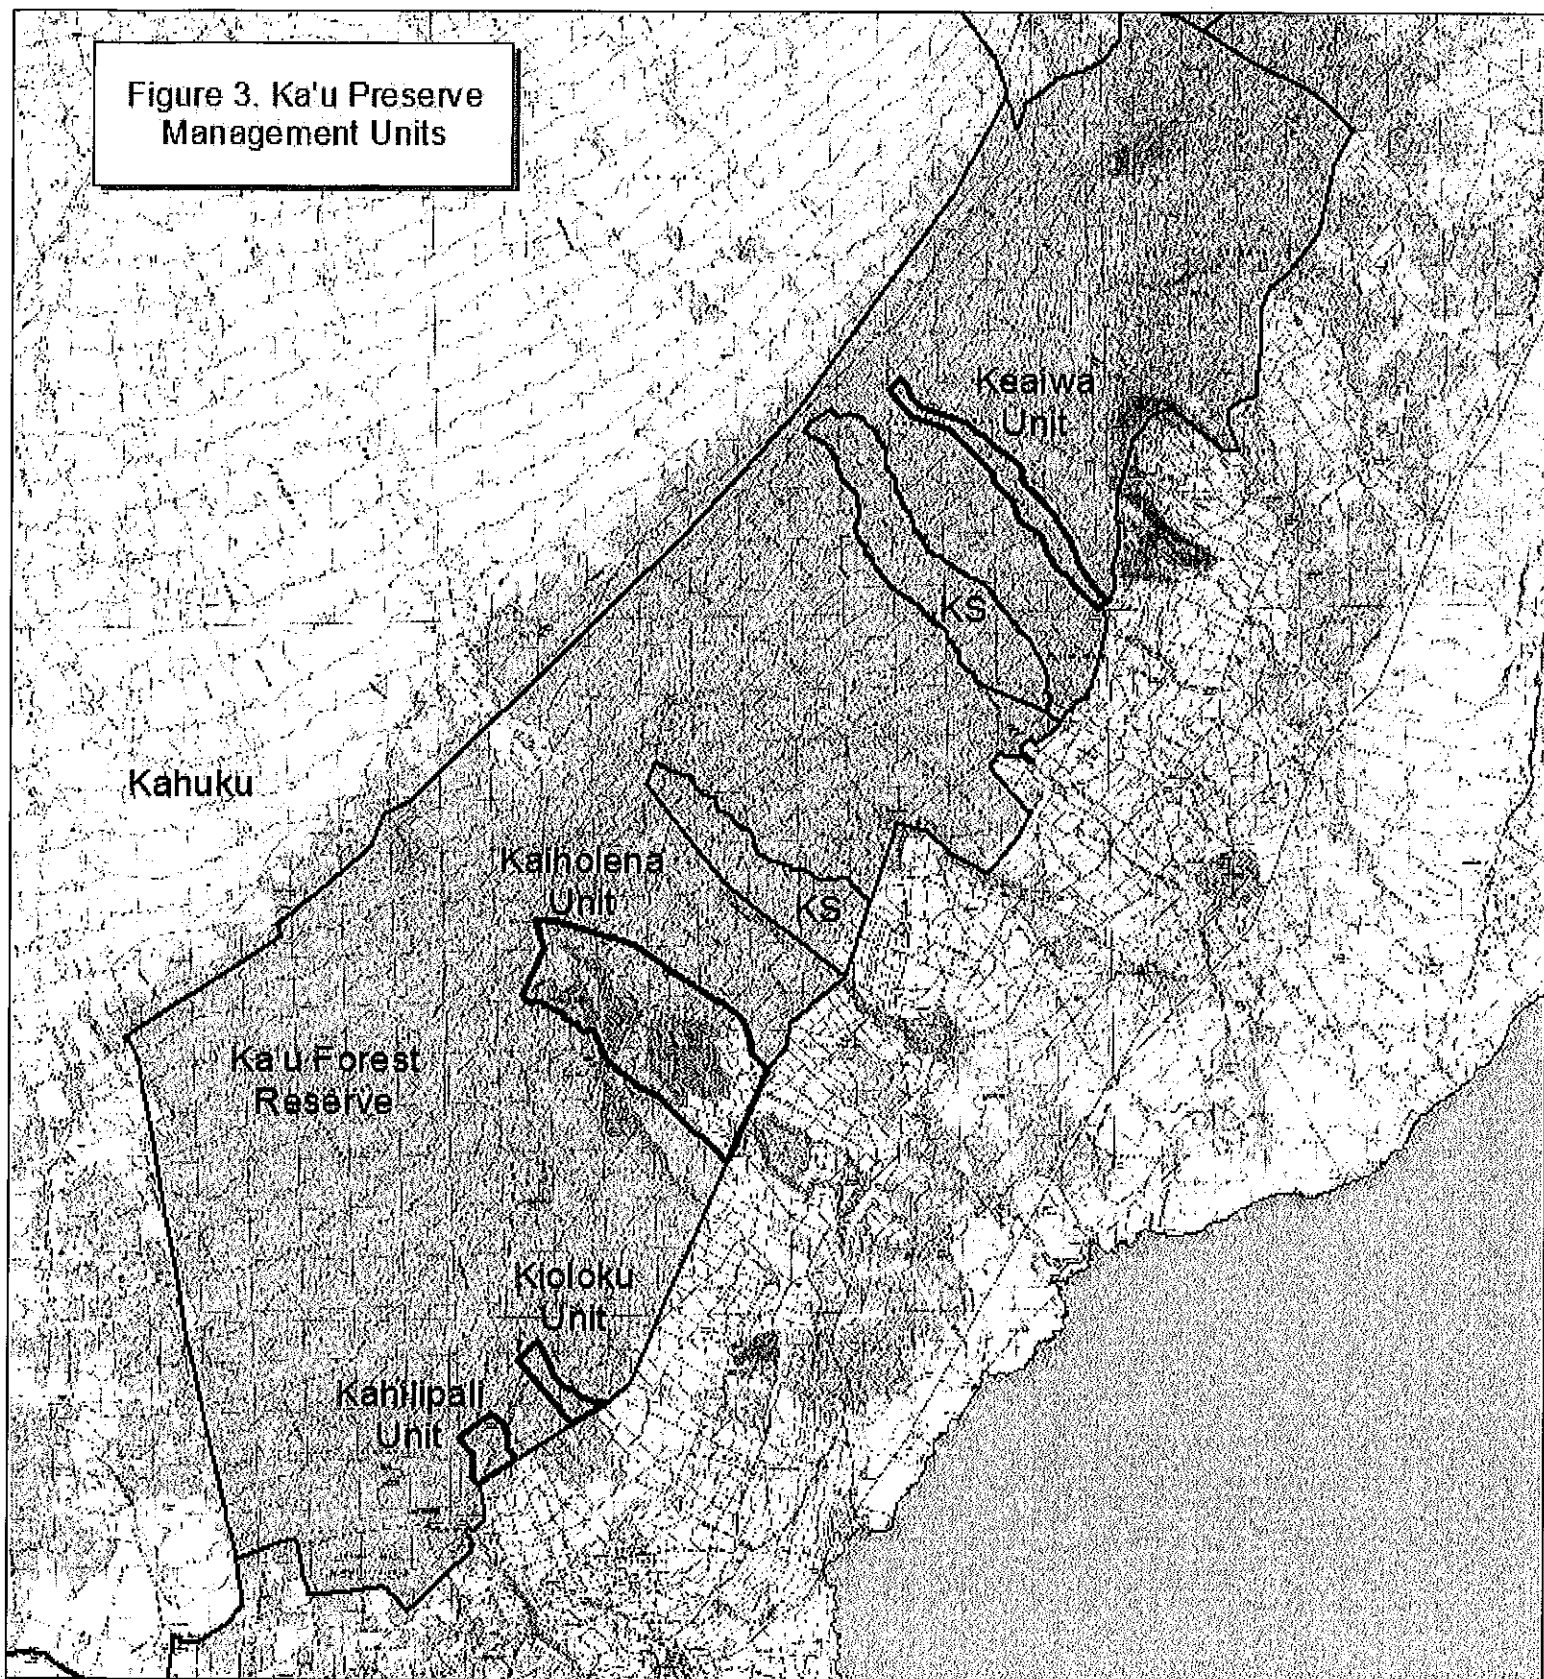 Figure 3. Ka'u Preserve
Management Units
Keaiwa
Unit
KS
Kahuku
Kaiholena
Unit
KS
Ka'u Forest
Reserve
Kioloku
Unit
Kahilipali
Unit